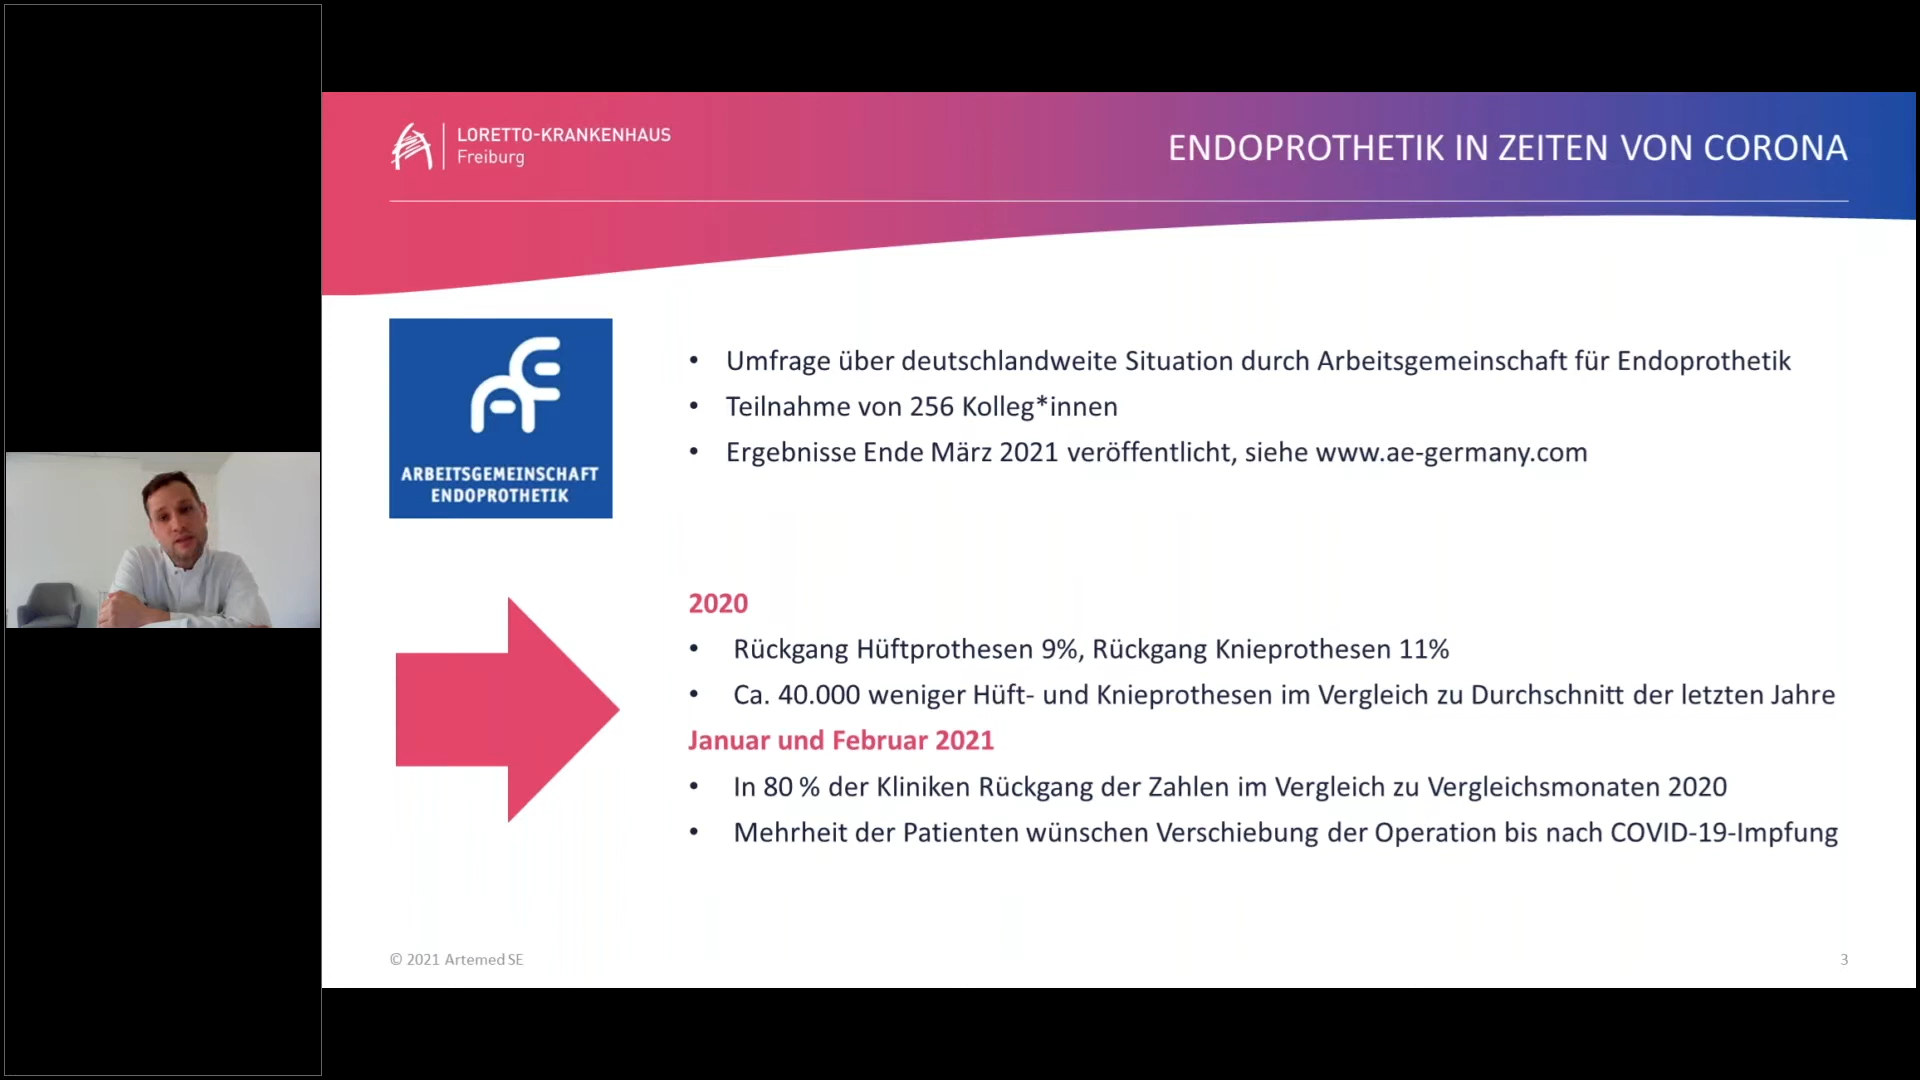 LORETTO-KRANKENHAUS
Freiburg
ENDOPROTHETIK IN ZEITEN VON CORONA
AE
ARBEITSGEMEINSCHAFT
ENDOPROTHETIK
• Umfrage über deutschlandweite Situation durch Arbeitsgemeinschaft für Endoprothetik
• Teilnahme von 256 Kolleg*innen
• Ergebnisse Ende März 2021 veröffentlicht, siehe www.ae-germany.com
2020
• Rückgang Hüftprothesen 9%, Rückgang Knieprothesen 11%
• Ca. 40.000 weniger Hüft- und Knieprothesen im Vergleich zu Durchschnitt der letzten Jahre
Januar und Februar 2021
• In 80 % der Kliniken Rückgang der Zahlen im Vergleich zu Vergleichsmonaten 2020
• Mehrheit der Patienten wünschen Verschiebung der Operation bis nach COVID-19-Impfung
© 2021 Artemed SE
3